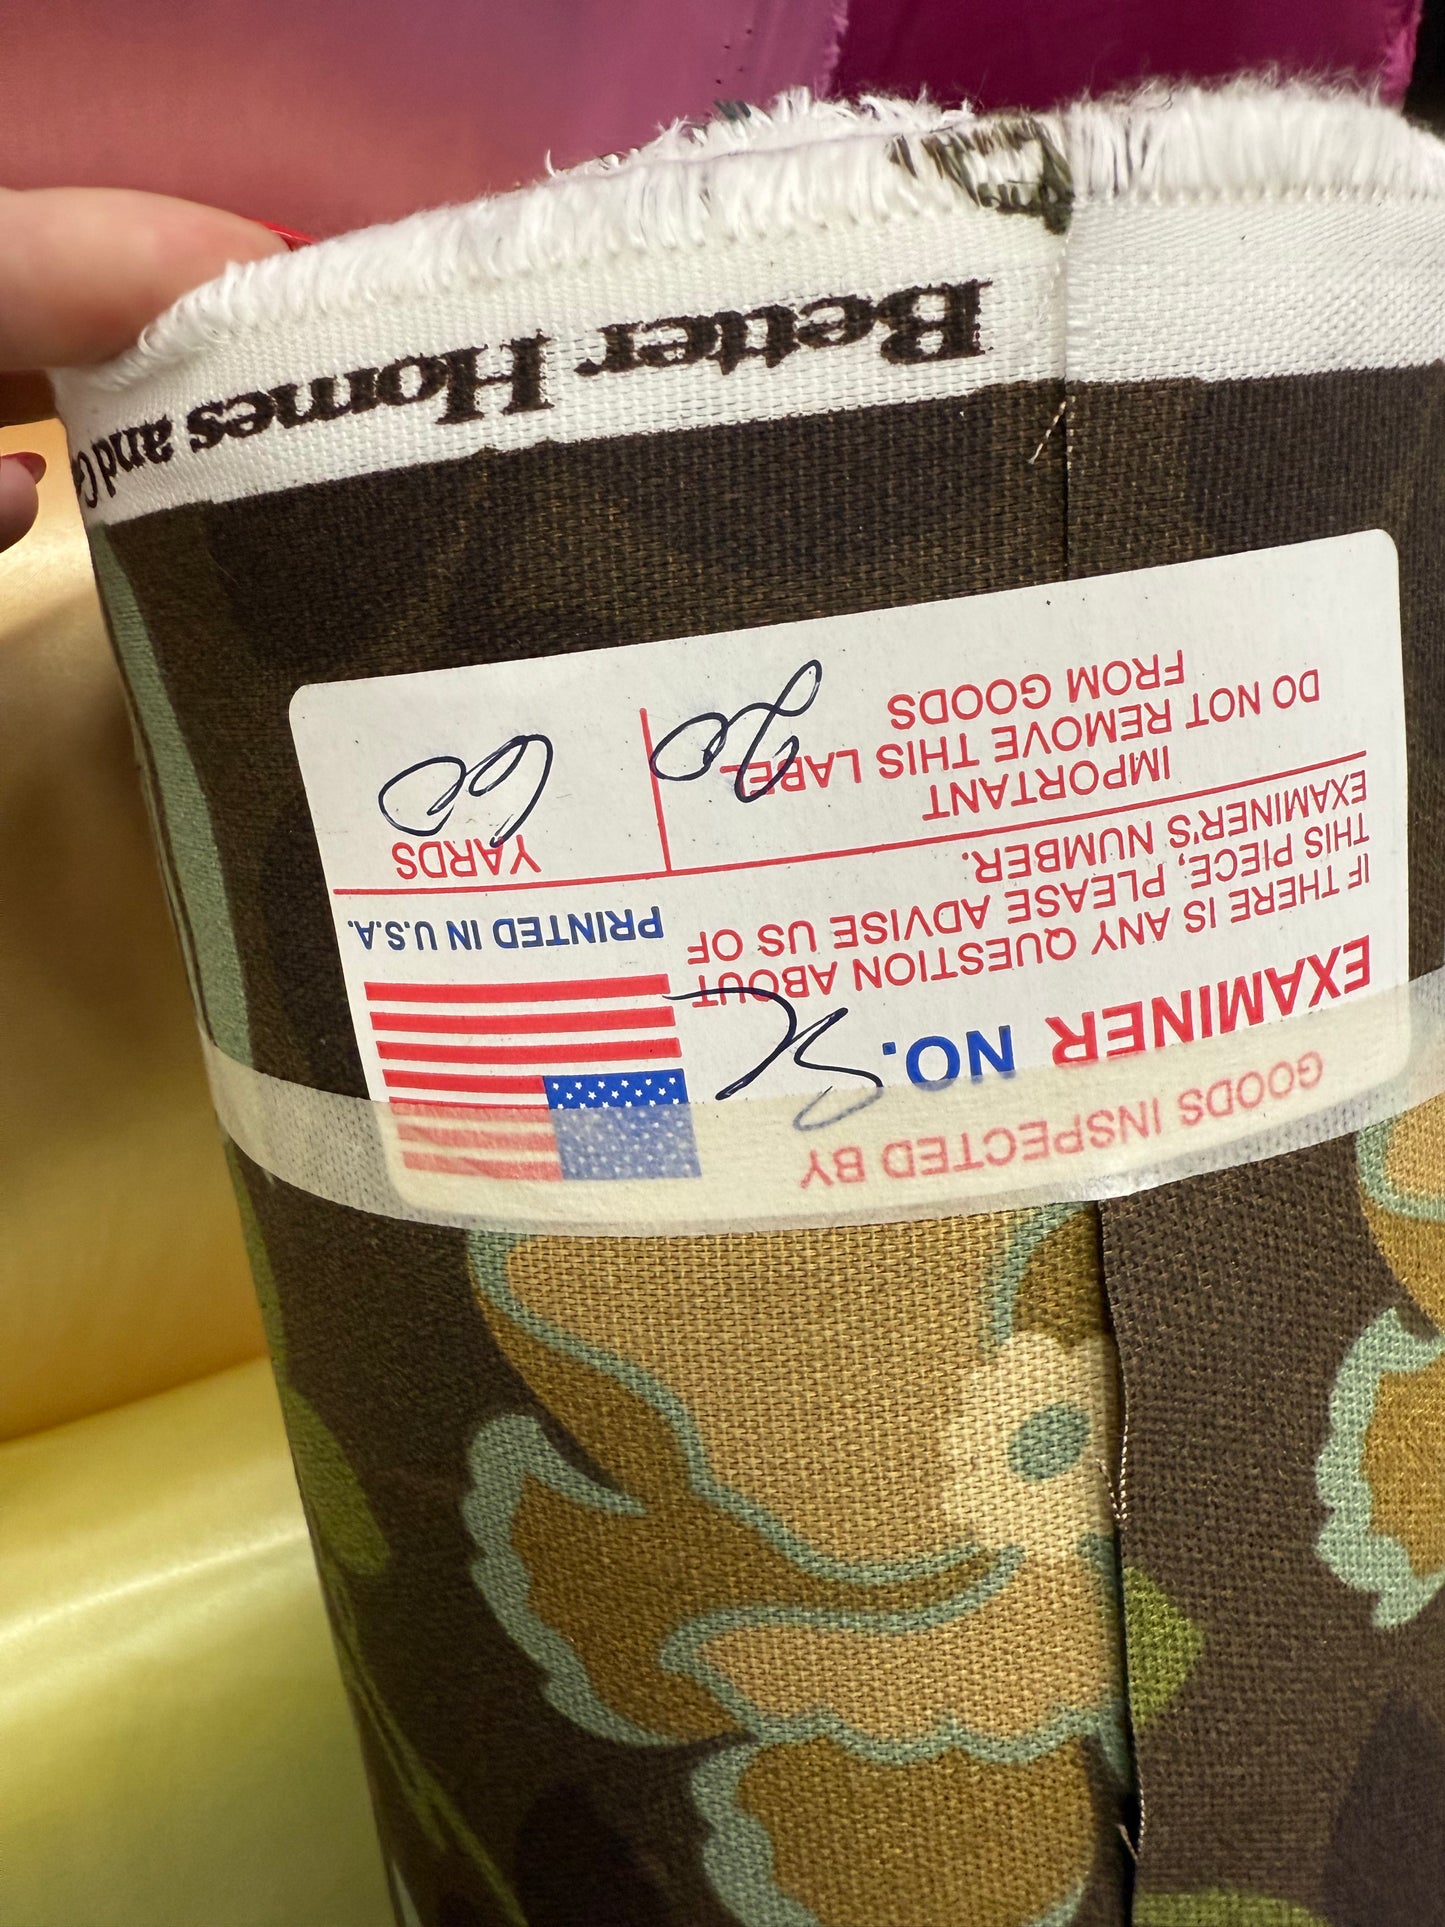 GOODS INSPECTED BY
EXAMINER NO.
IF THERE IS ANY QUESTION ABOUT
THIS PIECE, PLEASE ADVISE US OF
EXAMINER'S NUMBER.
PRINTED IN U.S.A.
IMPORTANT
DO NOT REMOVE THIS LABEL
FROM GOODS
YARDS
60
Better Homes and